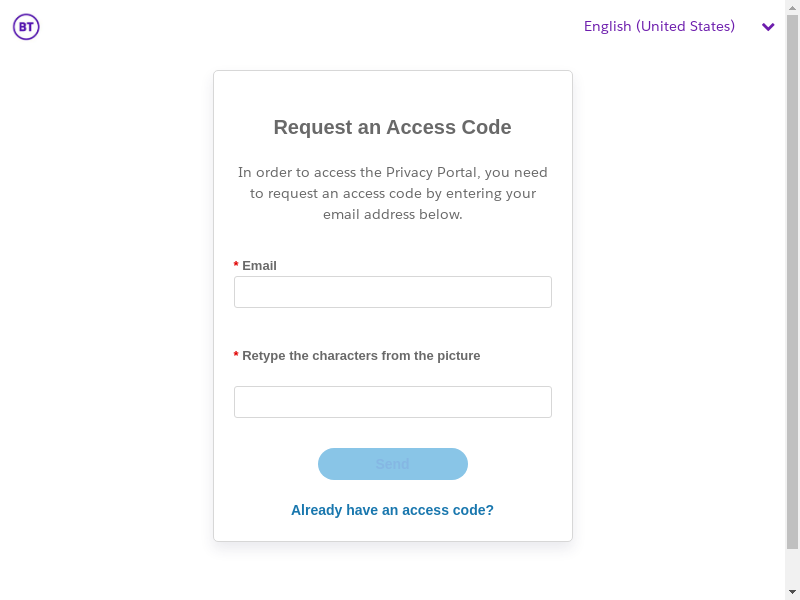 BT
English (United States)
Request an Access Code
In order to access the Privacy Portal, you need
to request an access code by entering your
email address below.
* Email
* Retype the characters from the picture
Send
Already have an access code?